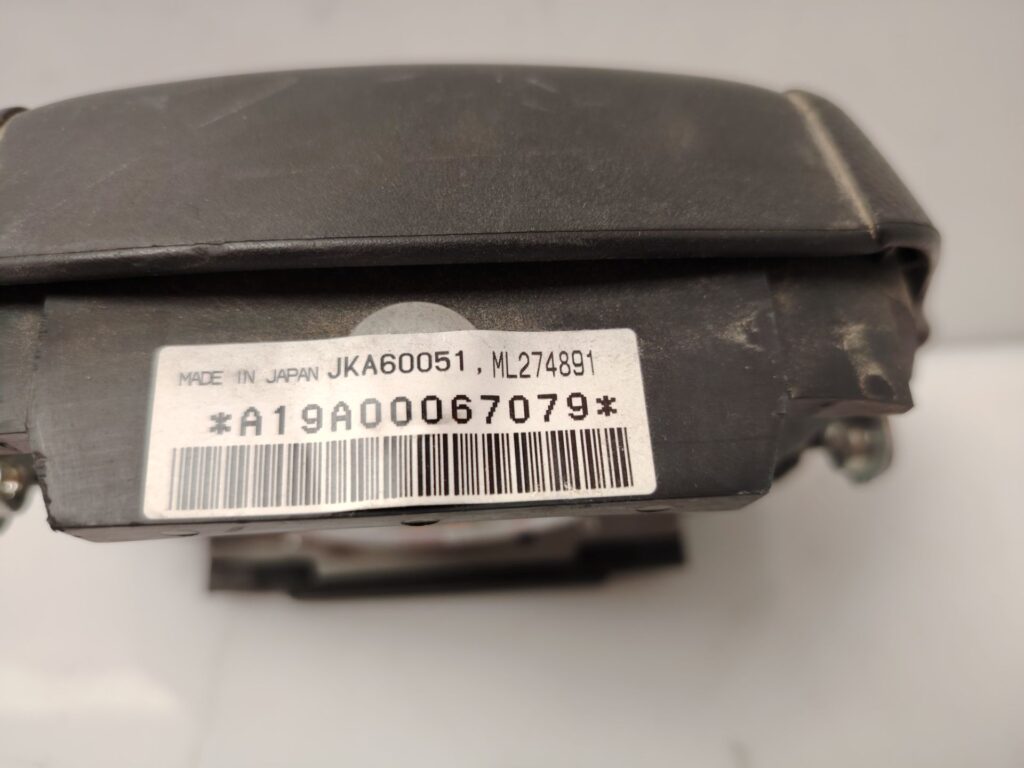 MADE IN JAPAN JKA60051, ML274891
*A19A00067079*